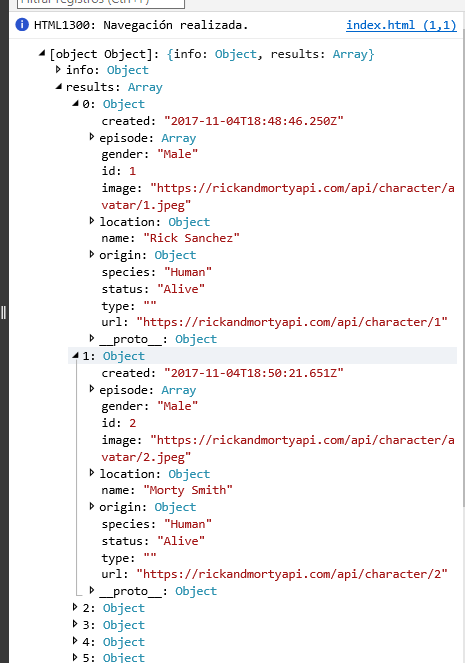 Filtrar registros (Ctrl+F)
HTML1300: Navegación realizada. index.html (1,1)
[object Object]: {info: Object, results: Array}
info: Object
results: Array
0: Object
created: "2017-11-04T18:48:46.250Z"
episode: Array
gender: "Male"
id: 1
image: "https://rickandmortyapi.com/api/character/a
vatar/1.jpeg"
location: Object
name: "Rick Sanchez"
origin: Object
species: "Human"
status: "Alive"
type: ""
url: "https://rickandmortyapi.com/api/character/1"
__proto__: Object
1: Object
created: "2017-11-04T18:50:21.651Z"
episode: Array
gender: "Male"
id: 2
image: "https://rickandmortyapi.com/api/character/a
vatar/2.jpeg"
location: Object
name: "Morty Smith"
origin: Object
species: "Human"
status: "Alive"
type: ""
url: "https://rickandmortyapi.com/api/character/2"
__proto__: Object
2: Object
3: Object
4: Object
5: Object